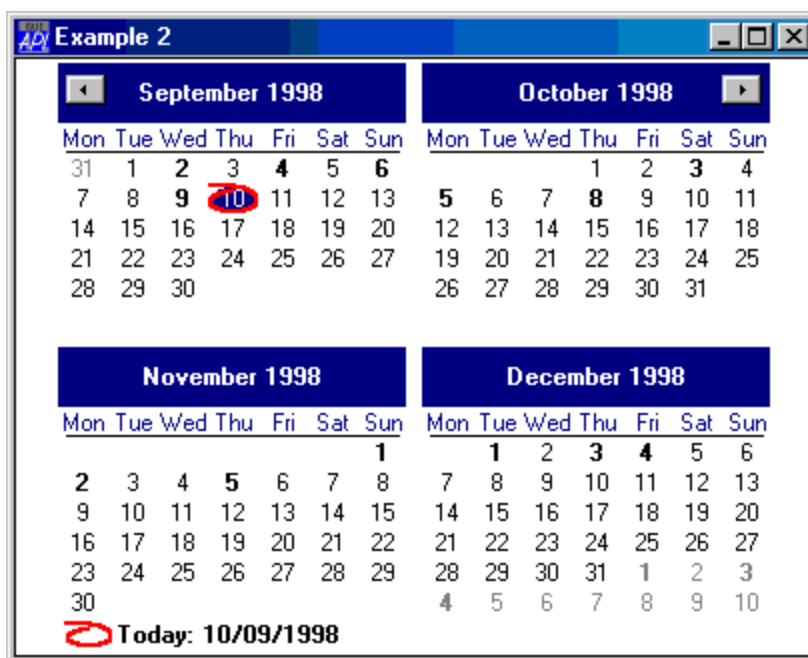 APL Example 2
September 1998
Mon Tue Wed Thu Fri Sat Sun
31 1 2 3 4 5 6
7 8 9 10 11 12 13
14 15 16 17 18 19 20
21 22 23 24 25 26 27
28 29 30
October 1998
Mon Tue Wed Thu Fri Sat Sun
1 2 3 4
5 6 7 8 9 10 11
12 13 14 15 16 17 18
19 20 21 22 23 24 25
26 27 28 29 30 31
November 1998
Mon Tue Wed Thu Fri Sat Sun
1
2 3 4 5 6 7 8
9 10 11 12 13 14 15
16 17 18 19 20 21 22
23 24 25 26 27 28 29
30
December 1998
Mon Tue Wed Thu Fri Sat Sun
1 2 3 4 5 6
7 8 9 10 11 12 13
14 15 16 17 18 19 20
21 22 23 24 25 26 27
28 29 30 31 1 2 3
4 5 6 7 8 9 10
Today: 10/09/1998